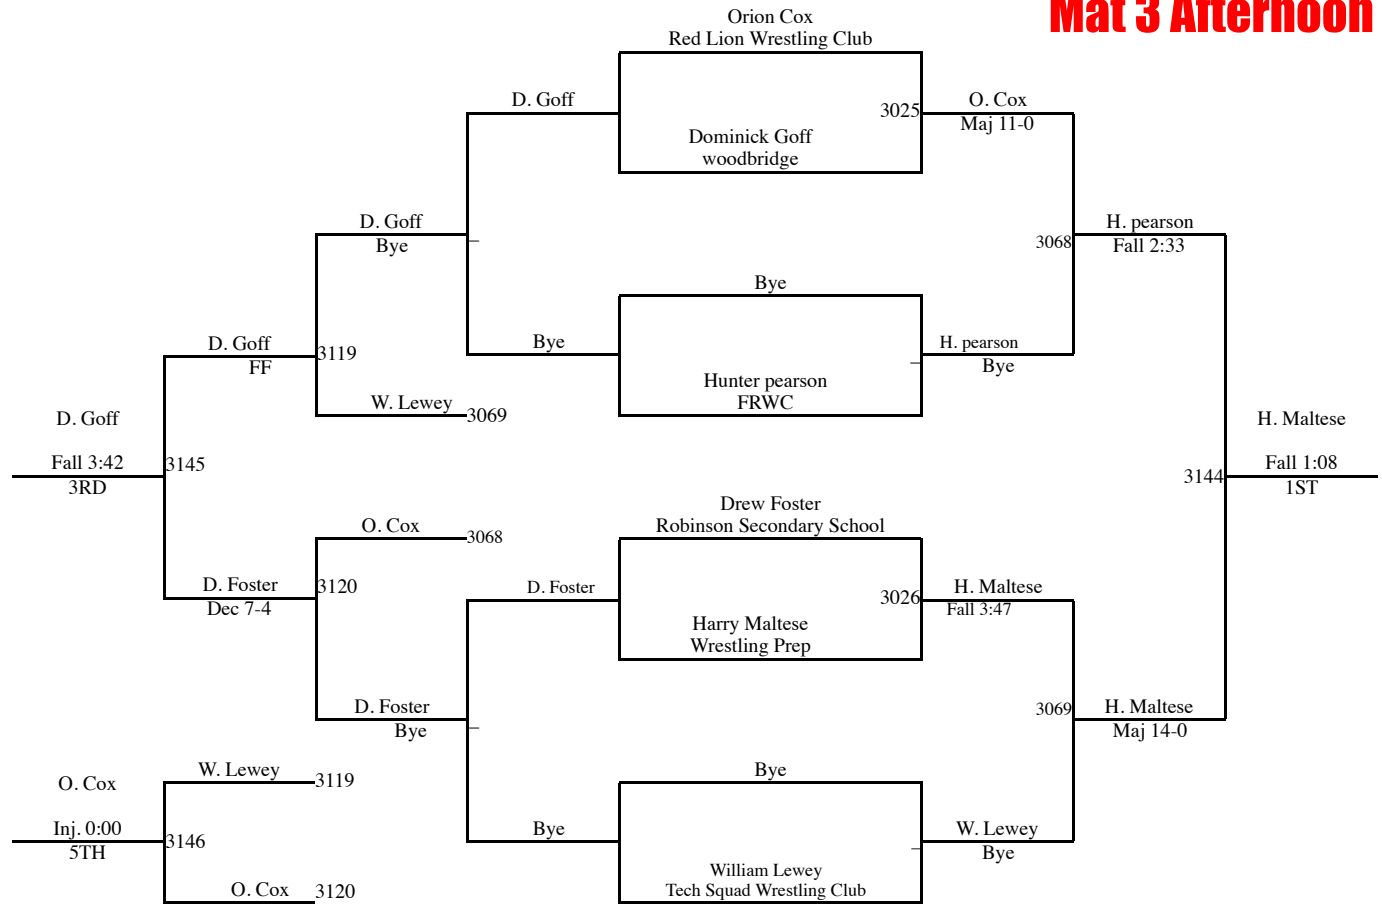 Mat 3 Afternoon
Orion Cox
Red Lion Wrestling Club
D. Goff
3025
O. Cox
Maj 11-0
Dominick Goff
woodbridge
D. Goff
Bye
H. pearson
3068
Fall 2:33
Bye
D. Goff
FF
3119
Bye
H. pearson
Bye
Hunter pearson
FRWC
W. Lewey
3069
D. Goff
Fall 3:42
3RD
3145
H. Maltese
3144
Fall 1:08
1ST
Drew Foster
Robinson Secondary School
O. Cox
3068
D. Foster
Dec 7-4
3120
D. Foster
3026
H. Maltese
Fall 3:47
Harry Maltese
Wrestling Prep
D. Foster
Bye
3069
H. Maltese
Maj 14-0
W. Lewey
3119
Bye
O. Cox
Inj. 0:00
5TH
3146
Bye
W. Lewey
Bye
William Lewey
Tech Squad Wrestling Club
O. Cox
3120